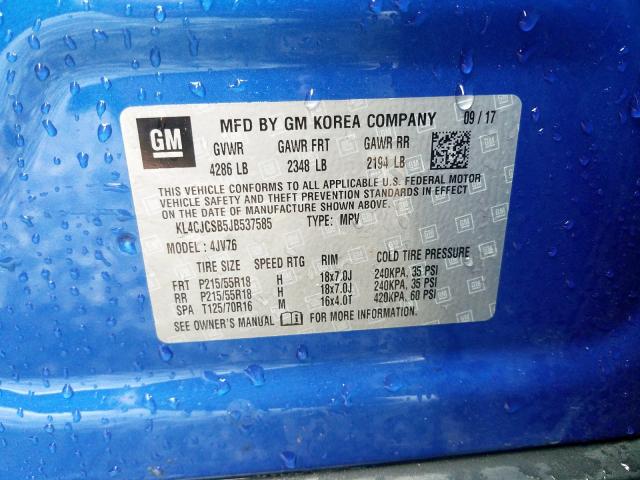 GM MFD BY GM KOREA COMPANY 09/17
GVWR GAWR FRT GAWR RR
4286 LB 2348 LB 2194 LB
THIS VEHICLE CONFORMS TO ALL APPLICABLE U.S. FEDERAL MOTOR
VEHICLE SAFETY AND THEFT PREVENTION STANDARDS IN EFFECT
ON THE DATE OF MANUFACTURE SHOWN ABOVE.
KL4CJCSB5JB537585 TYPE: MPV
MODEL: 4JV76
TIRE SIZE SPEED RTG RIM COLD TIRE PRESSURE
FRT P215/55R18 H 18x7.0J 240KPA, 35 PSI
RR P215/55R18 H 18x7.0J 240KPA, 35 PSI
SPA T125/70R16 M 16x4.0T 420KPA, 60 PSI
SEE OWNER'S MANUAL FOR MORE INFORMATION.